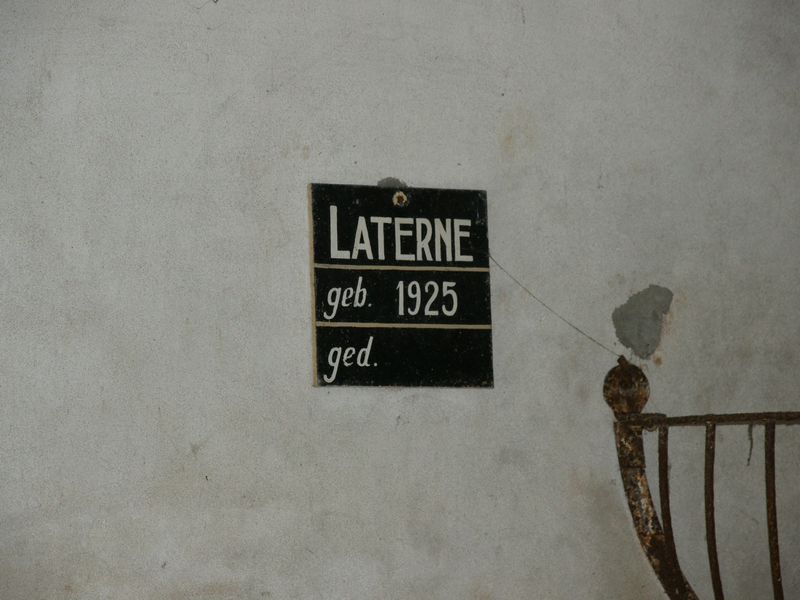 LATERNE
geb. 1925
ged.